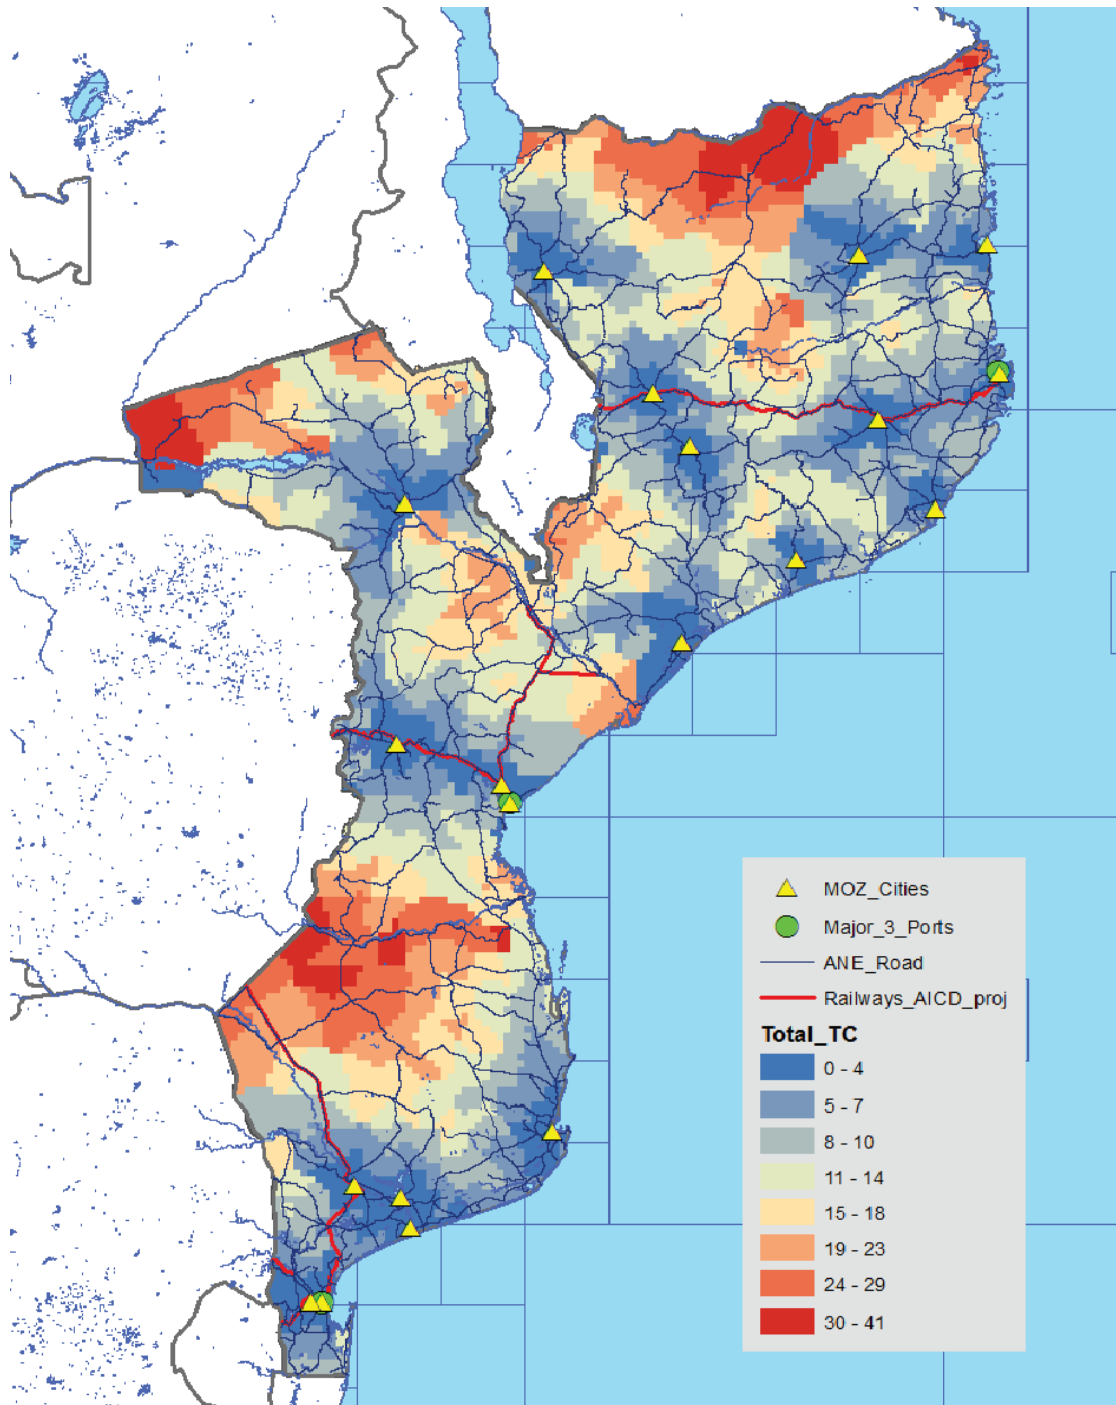 MOZ_Cities
Major_3_Ports
ANE_Road
Railways_AICD_proj
Total_TC
0 - 4
5 - 7
8 - 10
11 - 14
15 - 18
19 - 23
24 - 29
30 - 41